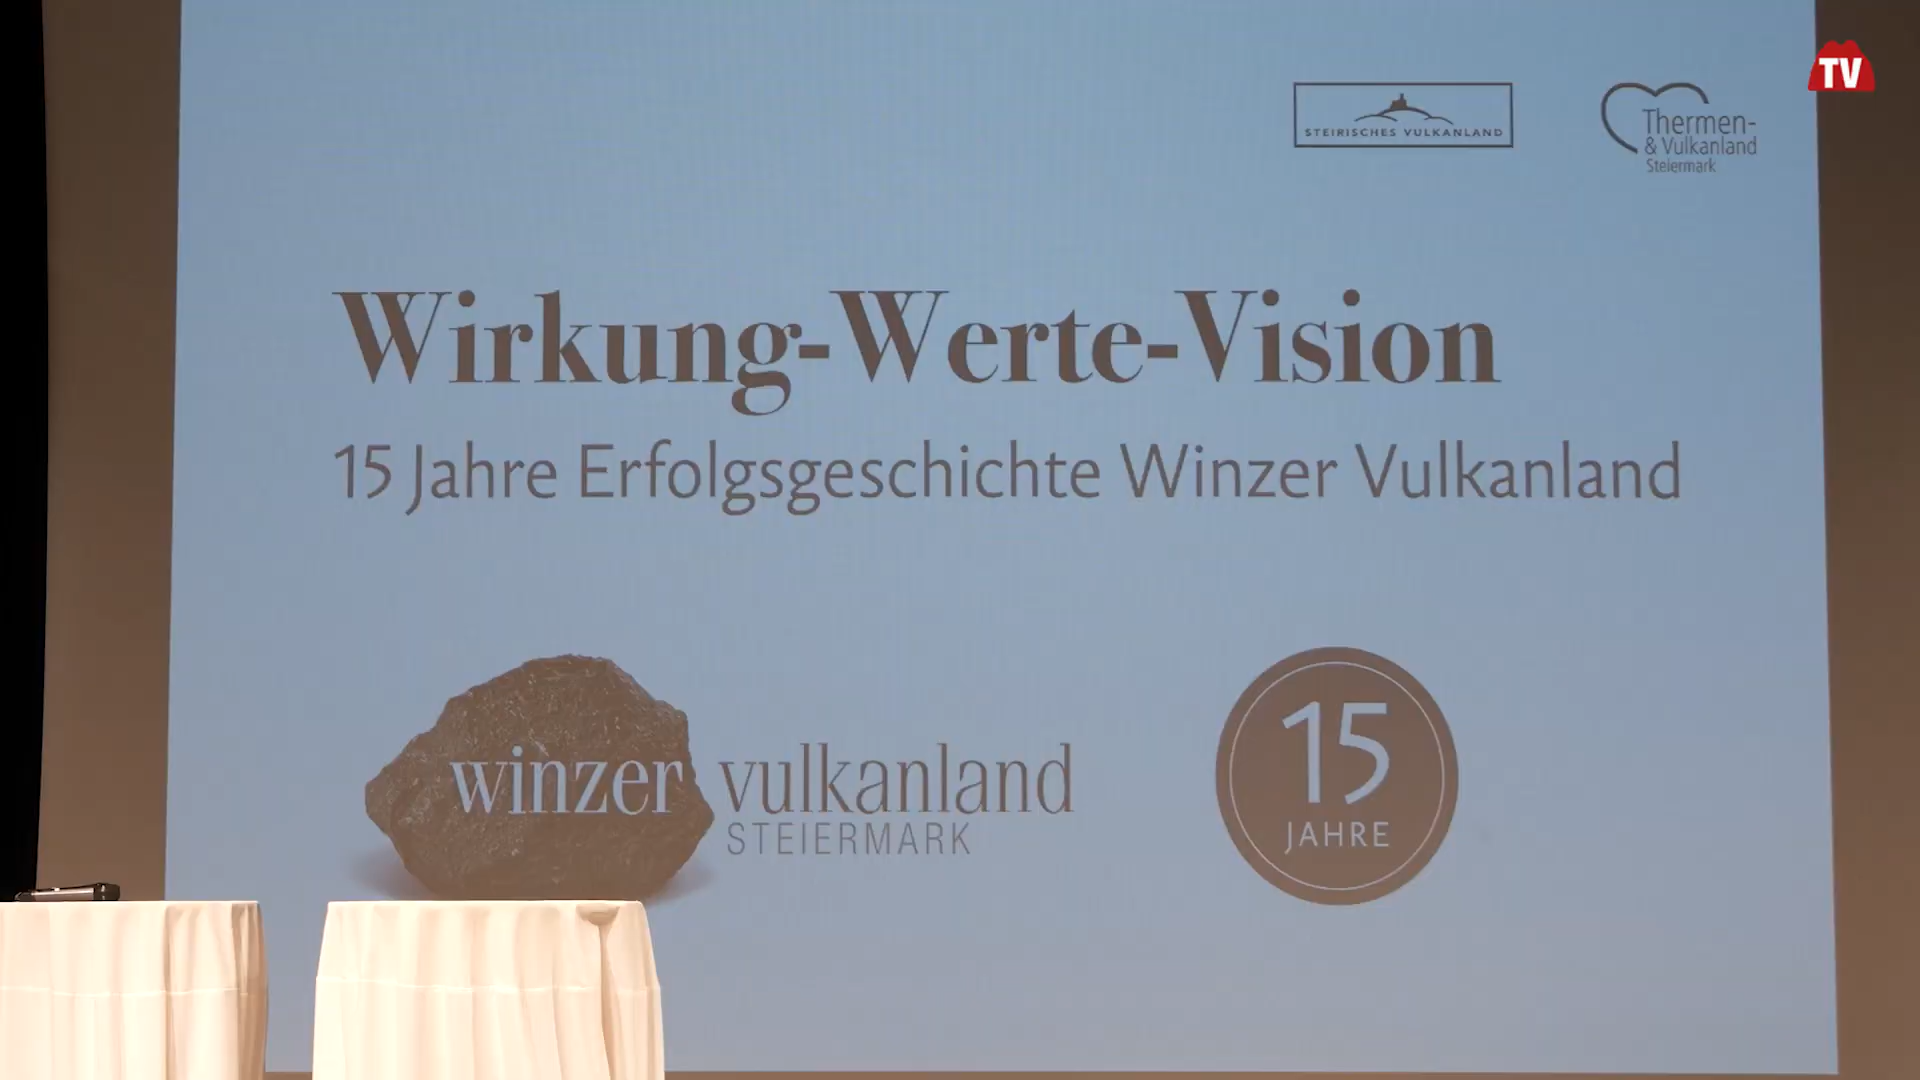 TV
STEIRISCHES VULKANLAND
Thermen-
& Vulkanland
Steiermark
Wirkung-Werte-Vision
15 Jahre Erfolgsgeschichte Winzer Vulkanland
winzer vulkanland
STEIERMARK
15
JAHRE